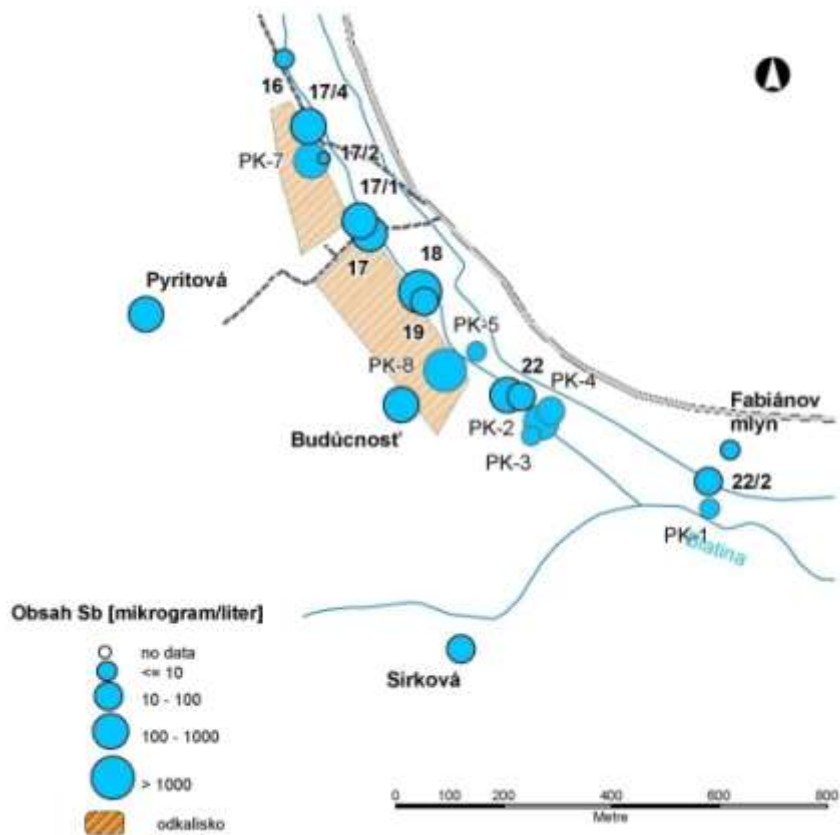 16
17/4
PK-7
17/2
17/1
17
18
Pyritová
19
PK-5
PK-8
22
PK-4
Fabiánov
mlyn
Budúcnosť
PK-2
PK-3
22/2
PK-1
Blatina
Obsah Sb [mikrogram/liter]
no data
<= 10
10 - 100
100 - 1000
> 1000
odkalisko
Sirková
0 100 200 400 600 800
Metre